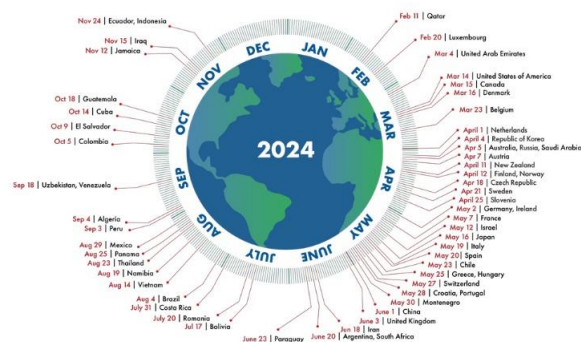 2024
JAN
FEB
MAR
APR
MAY
JUNE
JULY
AUG
SEP
OCT
NOV
DEC
Feb 11 | Qatar
Feb 20 | Luxembourg
Mar 4 | United Arab Emirates
Mar 14 | United States of America
Mar 15 | Canada
Mar 16 | Denmark
Mar 23 | Belgium
April 1 | Netherlands
April 4 | Republic of Korea
Apr 5 | Australia, Russia, Saudi Arabia
Apr 7 | Austria
April 11 | New Zealand
April 12 | Finland, Norway
Apr 18 | Czech Republic
Apr 21 | Sweden
April 25 | Slovenia
May 2 | Germany, Ireland
May 7 | France
May 12 | Israel
May 16 | Japan
May 19 | Italy
May 20 | Spain
May 23 | Chile
May 25 | Greece, Hungary
May 27 | Switzerland
May 28 | Croatia, Portugal
May 30 | Montenegro
June 1 | China
June 3 | United Kingdom
Jun 18 | Iran
June 20 | Argentina, South Africa
June 23 | Paraguay
Jul 17 | Bolivia
July 20 | Romania
July 31 | Costa Rica
Aug 4 | Brazil
Aug 14 | Vietnam
Aug 19 | Namibia
Aug 23 | Thailand
Aug 25 | Panama
Aug 29 | Mexico
Sep 3 | Peru
Sep 4 | Algeria
Sep 18 | Uzbekistan, Venezuela
Oct 5 | Colombia
Oct 9 | El Salvador
Oct 14 | Cuba
Oct 18 | Guatemala
Nov 12 | Jamaica
Nov 15 | Iraq
Nov 24 | Ecuador, Indonesia